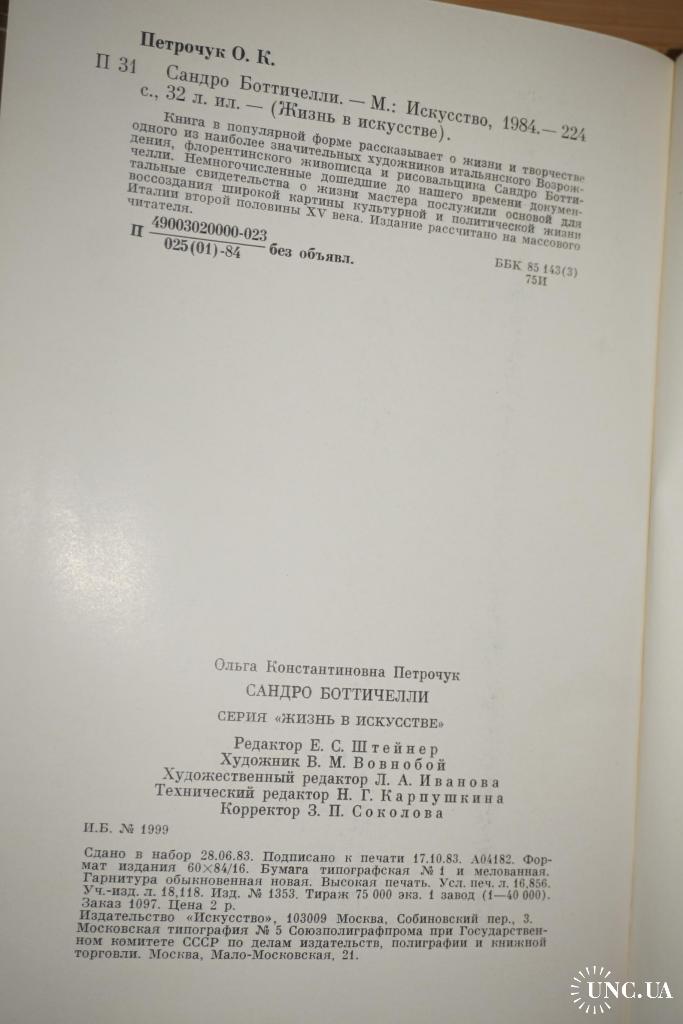 Петрочук О. К.
П 31 Сандро Боттичелли. — М.: Искусство, 1984.— 224
с., 32 л. ил. — (Жизнь в искусстве).
Книга в популярной форме рассказывает о жизни и творчестве
одного из наиболее значительных художников итальянского Возрож-
дения, флорентинского живописца и рисовальщика Сандро Ботти-
челли. Немногочисленные дошедшие до нашего времени докумен-
тальные свидетельства о жизни мастера послужили основой для
воссоздания широкой картины культурной и политической жизни
Италии второй половины XV века. Издание рассчитано на массового
читателя.
П 49003020000-023
025(01)-84 без объявл.
ББК 85 143(3)
75И
Ольга Константиновна Петрочук
САНДРО БОТТИЧЕЛЛИ
СЕРИЯ «ЖИЗНЬ В ИСКУССТВЕ»
Редактор Е. С. Штейнер
Художник В. М. Вовнобой
Художественный редактор Л. А. Иванова
Технический редактор Н. Г. Карпушкина
Корректор З. П. Соколова
И.Б. № 1999
Сдано в набор 28.06.83. Подписано к печати 17.10.83. А04182. Фор-
мат издания 60×84/16. Бумага типографская № 1 и мелованная.
Гарнитура обыкновенная новая. Высокая печать. Усл. печ. л. 16,856.
Уч.-изд. л. 18,118. Изд. № 1353. Тираж 75 000 экз. 1 завод (1—40 000).
Заказ 1097. Цена 2 р.
Издательство «Искусство», 103009 Москва, Собиновский пер., 3.
Московская типография № 5 Союзполиграфпрома при Государствен-
ном комитете СССР по делам издательств, полиграфии и книжной
торговли. Москва, Мало-Московская, 21.
UNC.UA